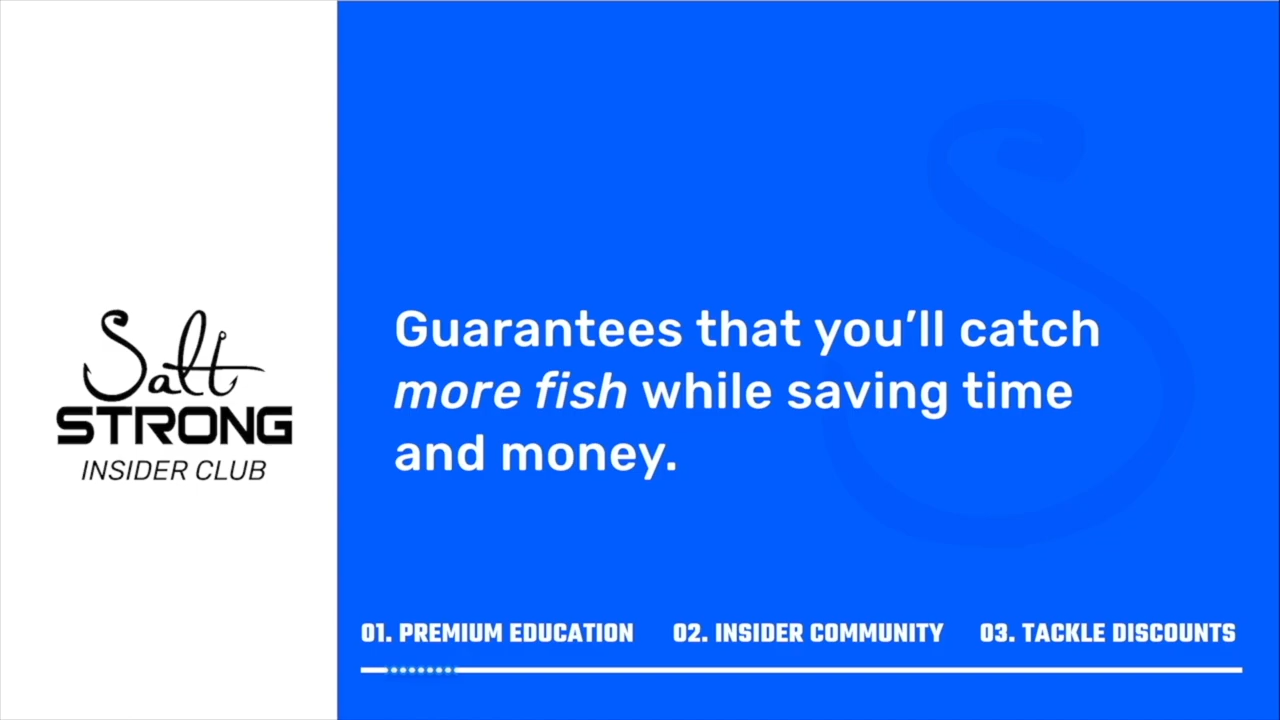 Salt
STRONG
INSIDER CLUB
Guarantees that you’ll catch
more fish while saving time
and money.
01. PREMIUM EDUCATION
02. INSIDER COMMUNITY
03. TACKLE DISCOUNTS